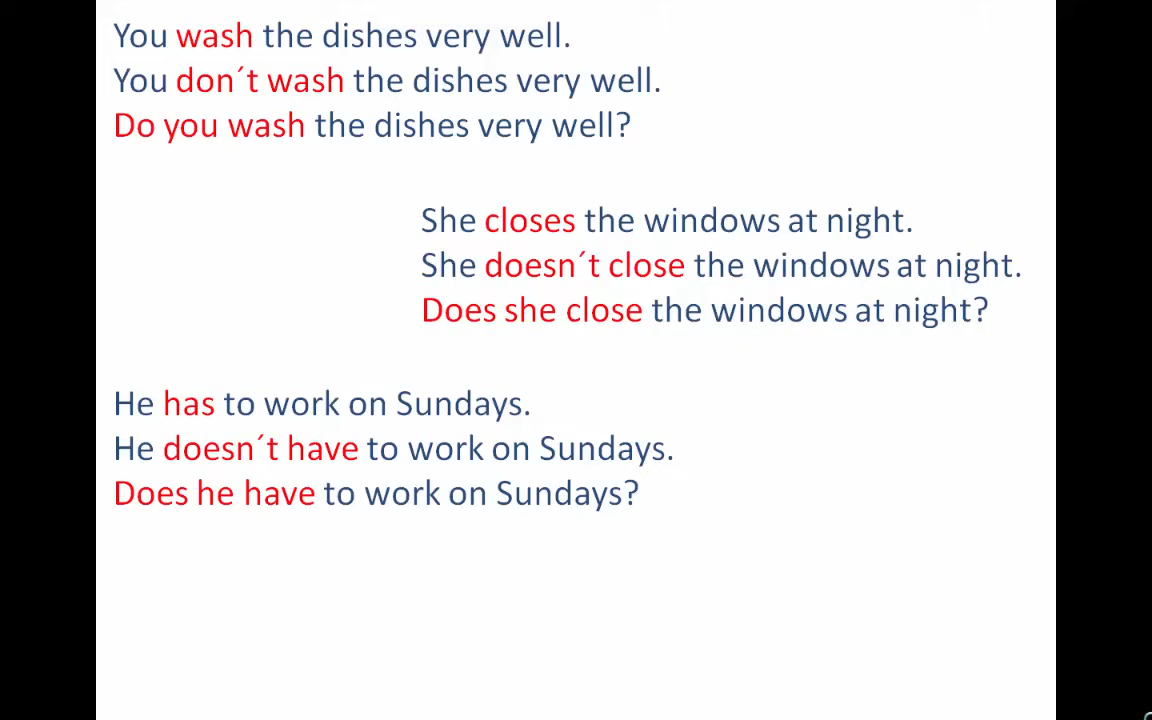 You wash the dishes very well.
You don´t wash the dishes very well.
Do you wash the dishes very well?
She closes the windows at night.
She doesn´t close the windows at night.
Does she close the windows at night?
He has to work on Sundays.
He doesn´t have to work on Sundays.
Does he have to work on Sundays?